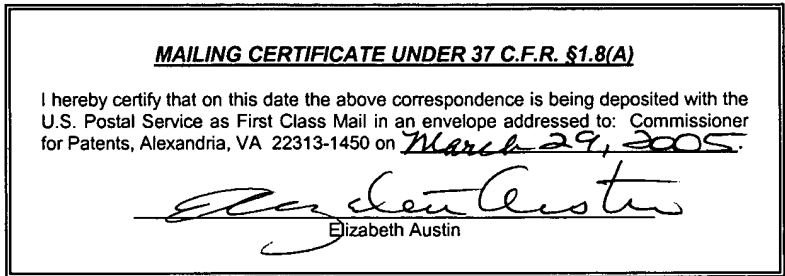 MAILING CERTIFICATE UNDER 37 C.F.R. §1.8(A)
I hereby certify that on this date the above correspondence is being deposited with the
U.S. Postal Service as First Class Mail in an envelope addressed to: Commissioner
for Patents, Alexandria, VA 22313-1450 on March 29, 2005.
Elizabeth Austin
Elizabeth Austin